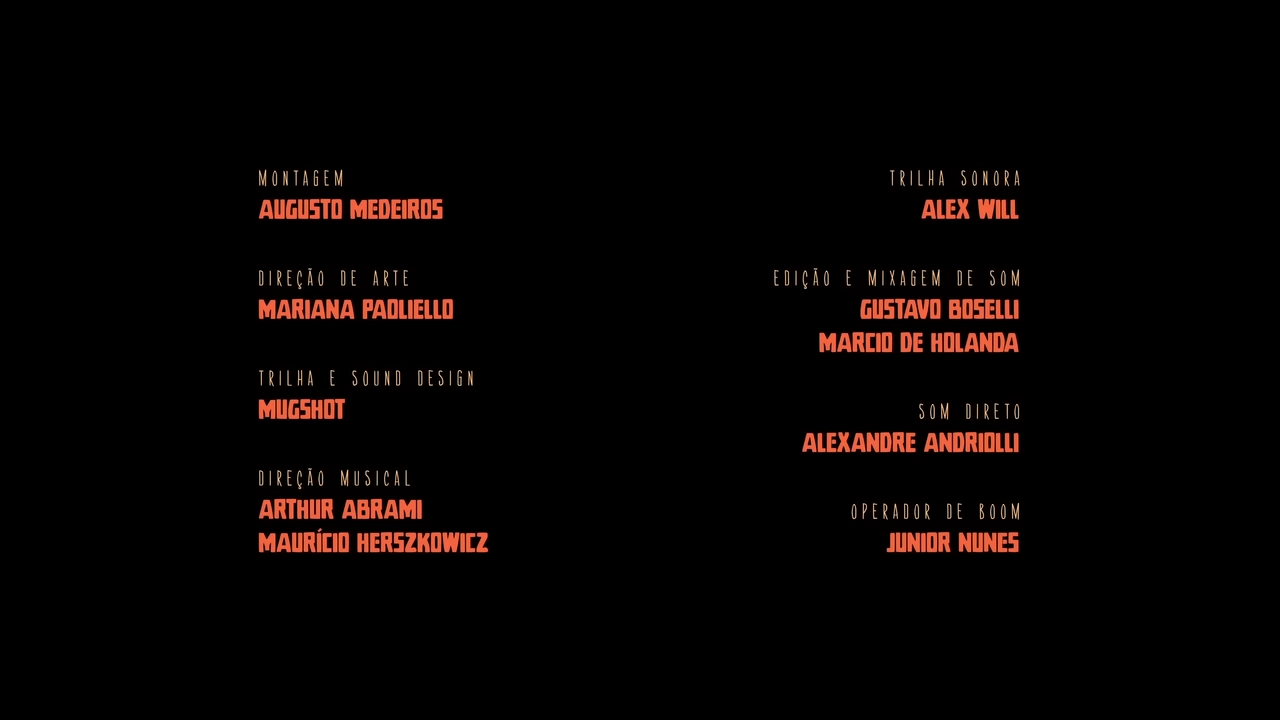 MONTAGEM
AUGUSTO MEDEIROS
DIREÇÃO DE ARTE
MARIANA PAOLIELLO
TRILHA E SOUND DESIGN
MUGSHOT
DIREÇÃO MUSICAL
ARTHUR ABRAMI
MAURÍCIO HERSZKOWICZ
TRILHA SONORA
ALEX WILL
EDIÇÃO E MIXAGEM DE SOM
GUSTAVO BOSELLI
MARCIO DE HOLANDA
SOM DIRETO
ALEXANDRE ANDRIOLLI
OPERADOR DE BOOM
JUNIOR NUNES